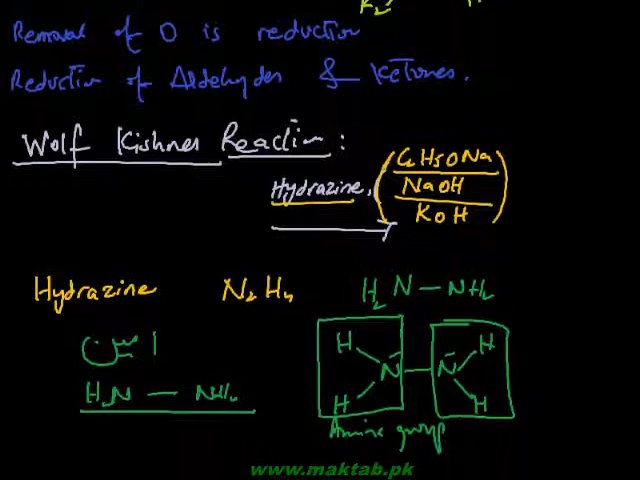 K2
Removal of O is reduction
Reduction of Aldehydes & Ketones.
Wolf Kishner Reaction :
C2H5ONa
Hydrazine, NaOH
KOH
Hydrazine N2H4 H2N — NH2
H N — N H
H H
H2N — NH2
Amine group
www.maktab.pk